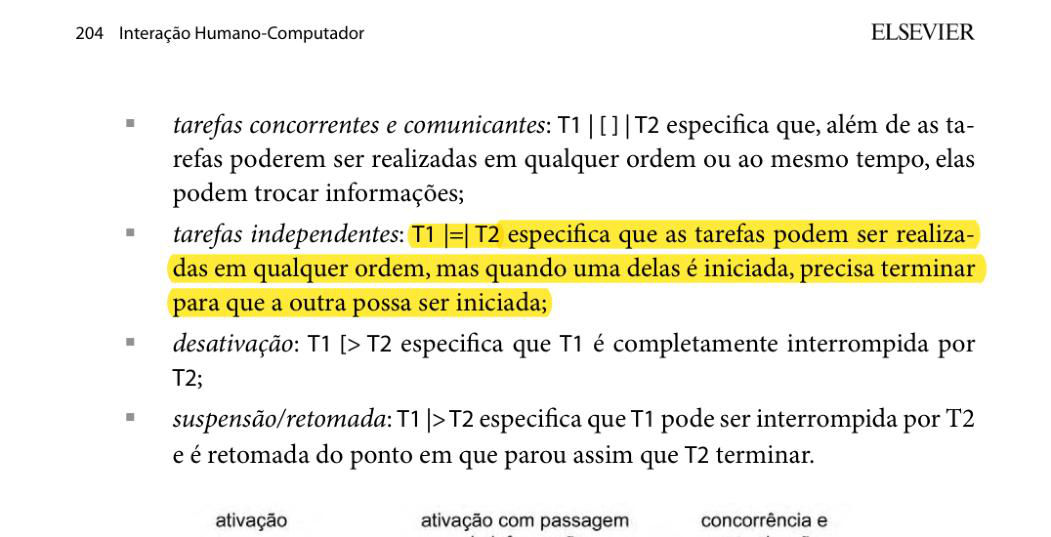 204 Interação Humano-Computador ELSEVIER
▪ tarefas concorrentes e comunicantes: T1 |[]| T2 especifica que, além de as ta-
refas poderem ser realizadas em qualquer ordem ou ao mesmo tempo, elas
podem trocar informações;
▪ tarefas independentes: T1 |=| T2 especifica que as tarefas podem ser realiza-
das em qualquer ordem, mas quando uma delas é iniciada, precisa terminar
para que a outra possa ser iniciada;
▪ desativação: T1 [> T2 especifica que T1 é completamente interrompida por
T2;
▪ suspensão/retomada: T1 |> T2 especifica que T1 pode ser interrompida por T2
e é retomada do ponto em que parou assim que T2 terminar.
ativação ativação com passagem concorrência e